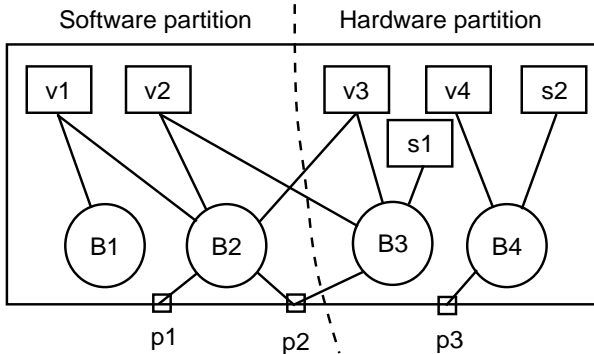 Software partition Hardware partition
v1 v2 v3 v4 s2
s1
B1 B2 B3 B4
p1 p2 p3